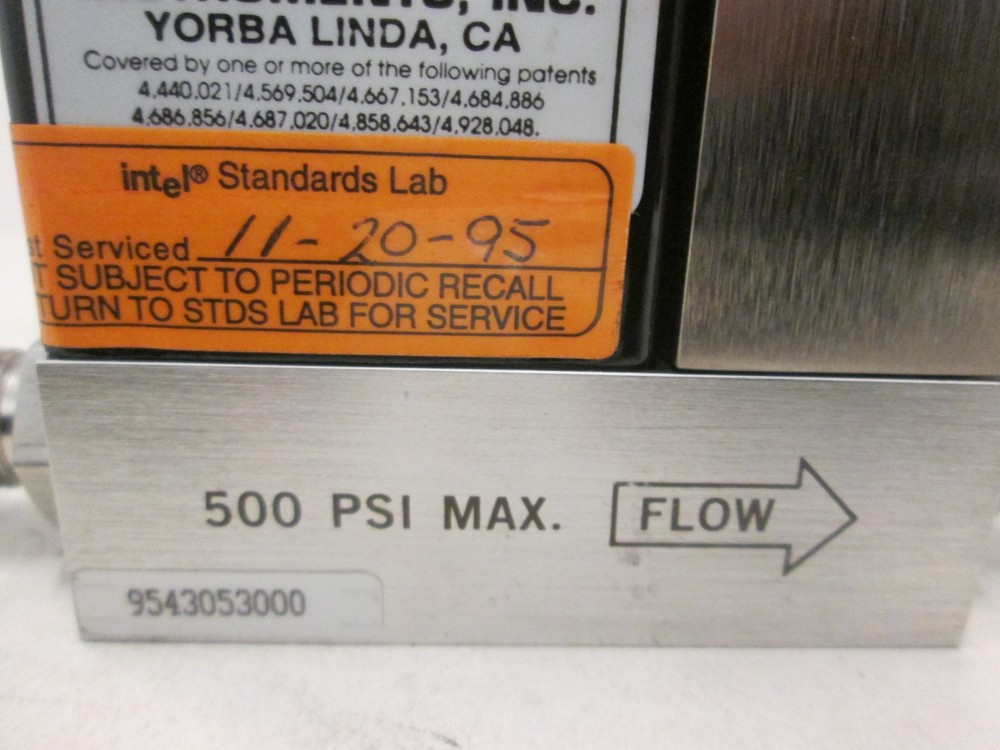 INC.
YORBA LINDA, CA
Covered by one or more of the following patents
4,440,021/4.569.504/4.667.153/4.684.886
4.686.856/4.687.020/4.858.643/4.928.048.
intel® Standards Lab
Serviced 11-20-95
SUBJECT TO PERIODIC RECALL
TO STDS LAB FOR SERVICE
500 PSI MAX. FLOW
9543053000